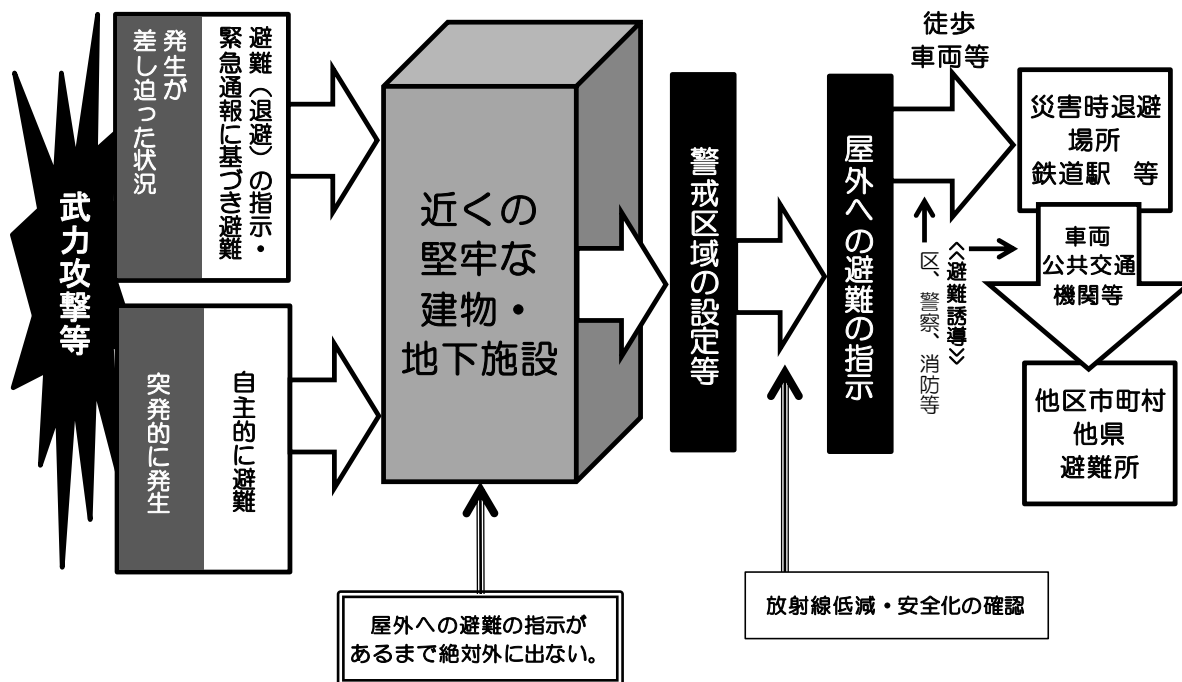 武力攻撃等
発生が
差し迫った状況
避難（退避）の指示・
緊急通報に基づき避難
突発的に発生
自主的に避難
近くの
堅牢な
建物・
地下施設
屋外への避難の指示が
あるまで絶対外に出ない。
警戒区域の設定等
放射線低減・安全化の確認
屋外への避難の指示
徒歩
車両等
《避難誘導》
区、警察、消防等
災害時退避
場所
鉄道駅　等
車両
公共交通
機関等
他区市町村
他県
避難所